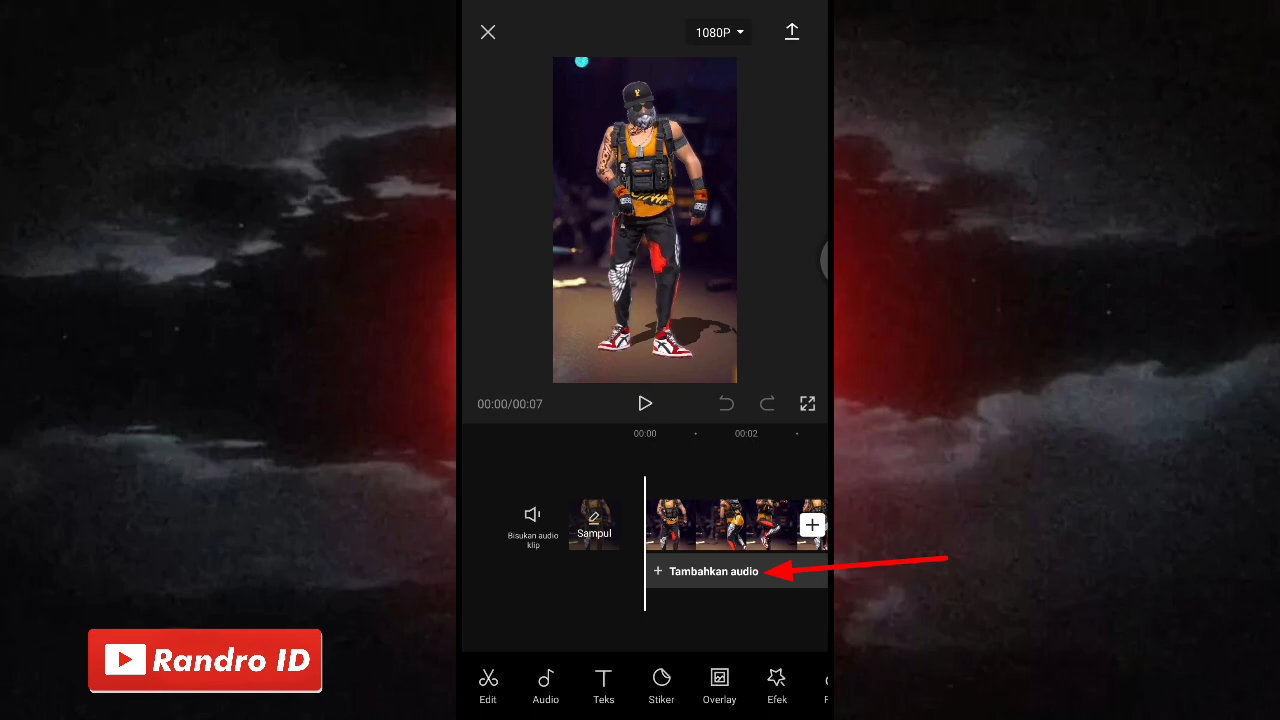 1080P
00:00/00:07
00:00
00:02
Bisukan audio
klip
Sampul
+ Tambahkan audio
Randro ID
Edit
Audio
Teks
Stiker
Overlay
Efek